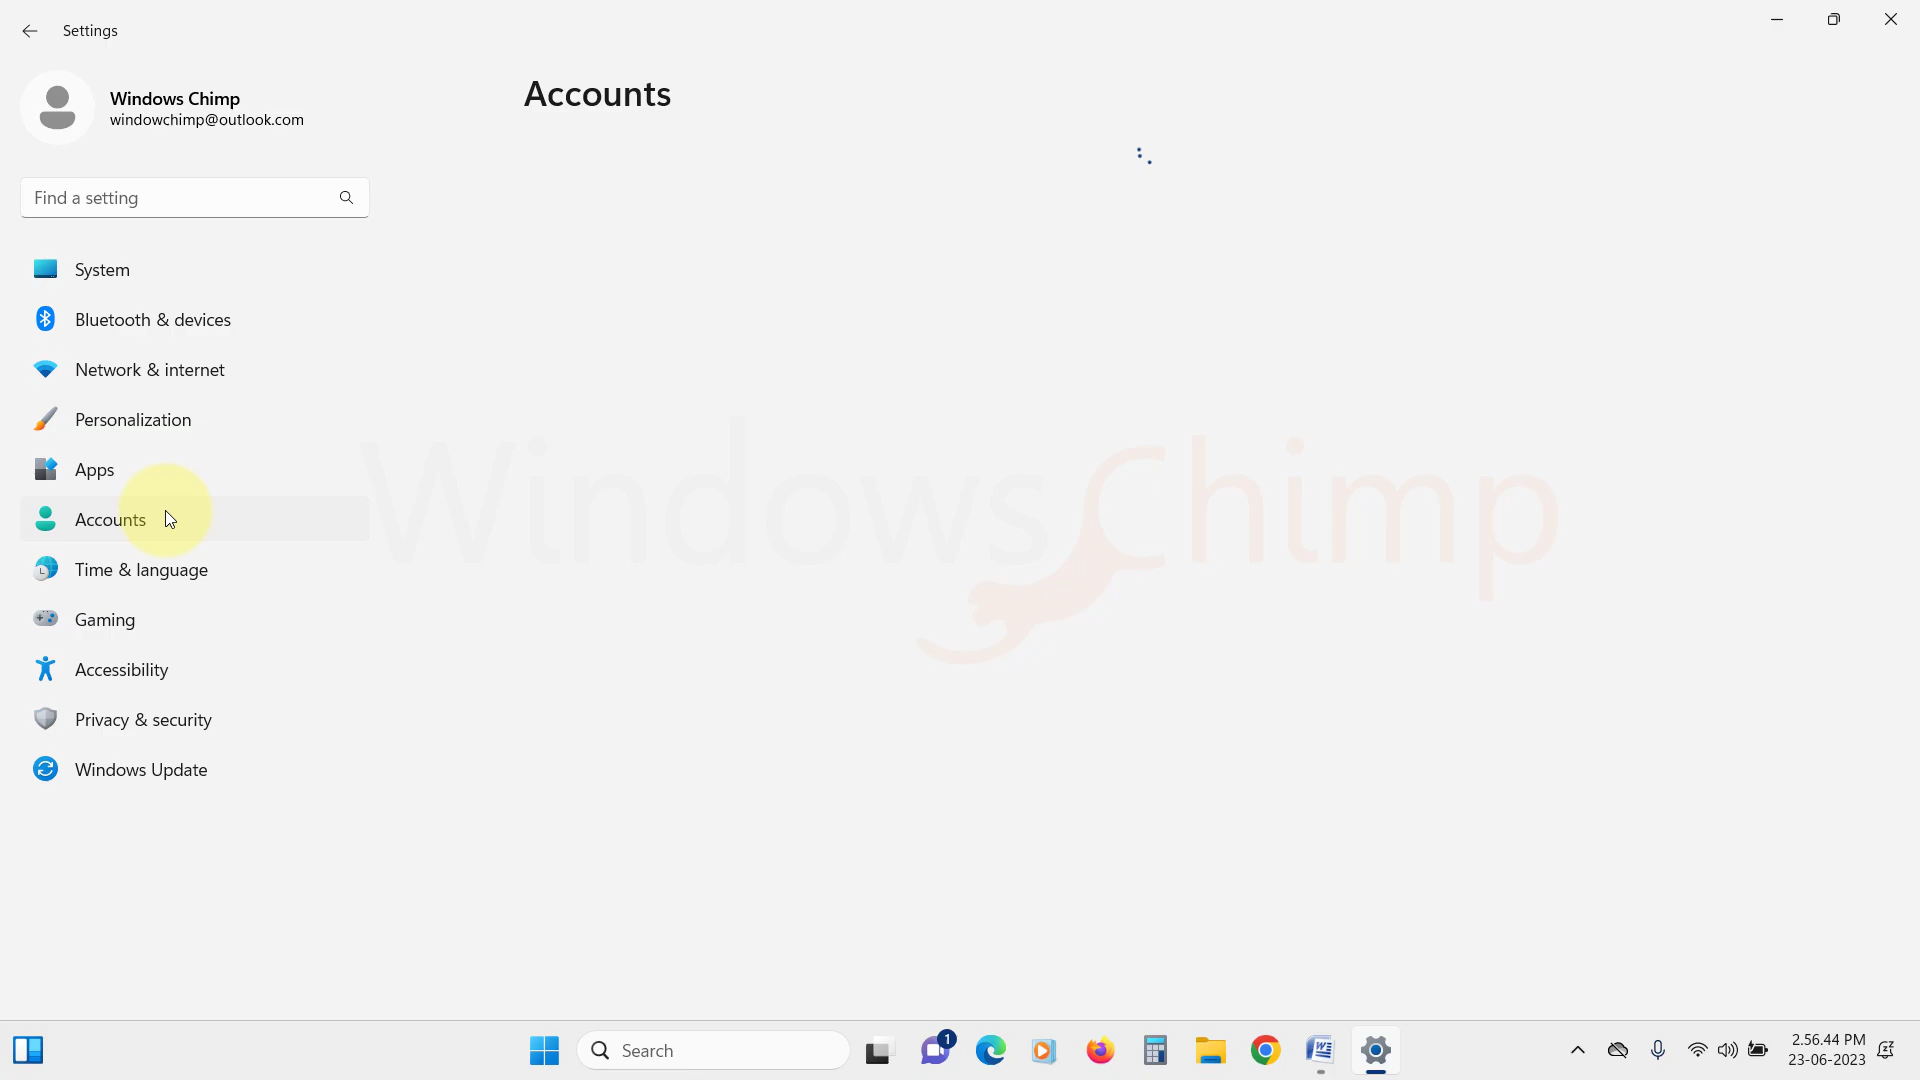 Settings
Windows Chimp
windowchimp@outlook.com
Find a setting
System
Bluetooth & devices
Network & internet
Personalization
Apps
Accounts
Time & language
Gaming
Accessibility
Privacy & security
Windows Update
Accounts
WindowsChimp
Search
1
2.56.44 PM
23-06-2023